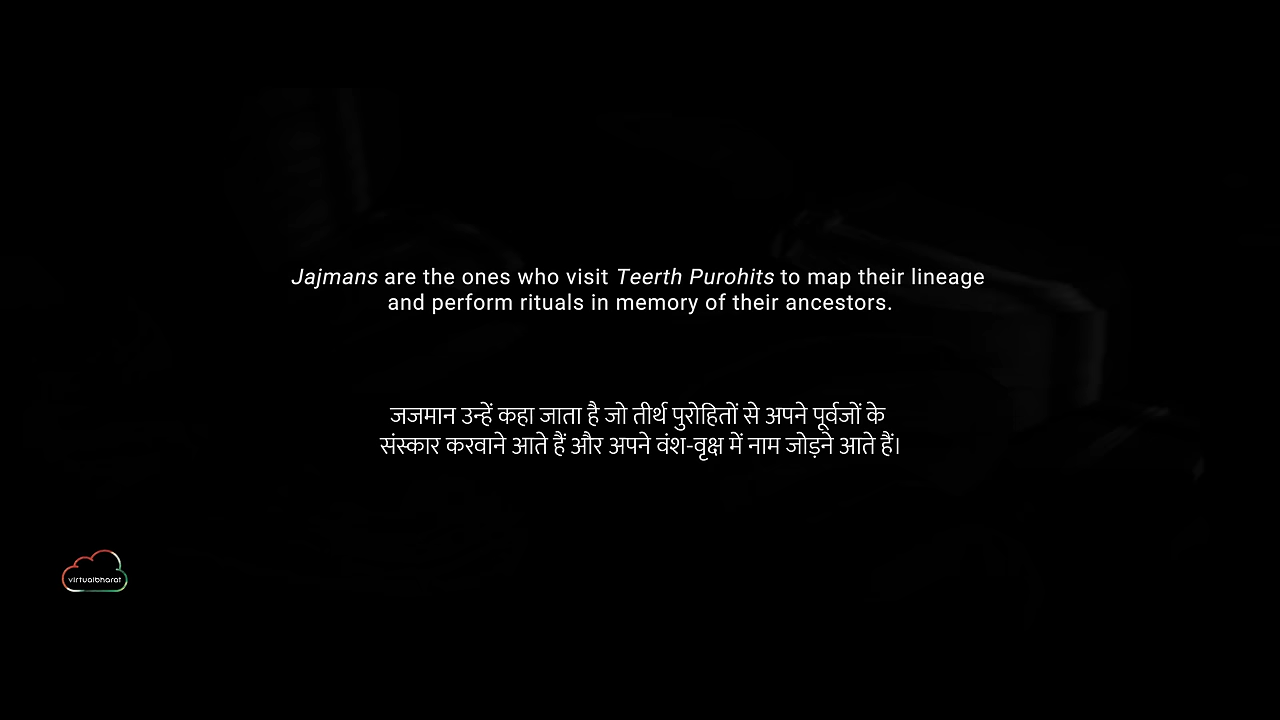 Jajmans are the ones who visit Teerth Purohits to map their lineage
and perform rituals in memory of their ancestors.
जजमान उन्हें कहा जाता है जो तीर्थ पुरोहितों से अपने पूर्वजों के
संस्कार करवाने आते हैं और अपने वंश-वृक्ष में नाम जोड़ने आते हैं।
virtualbharat